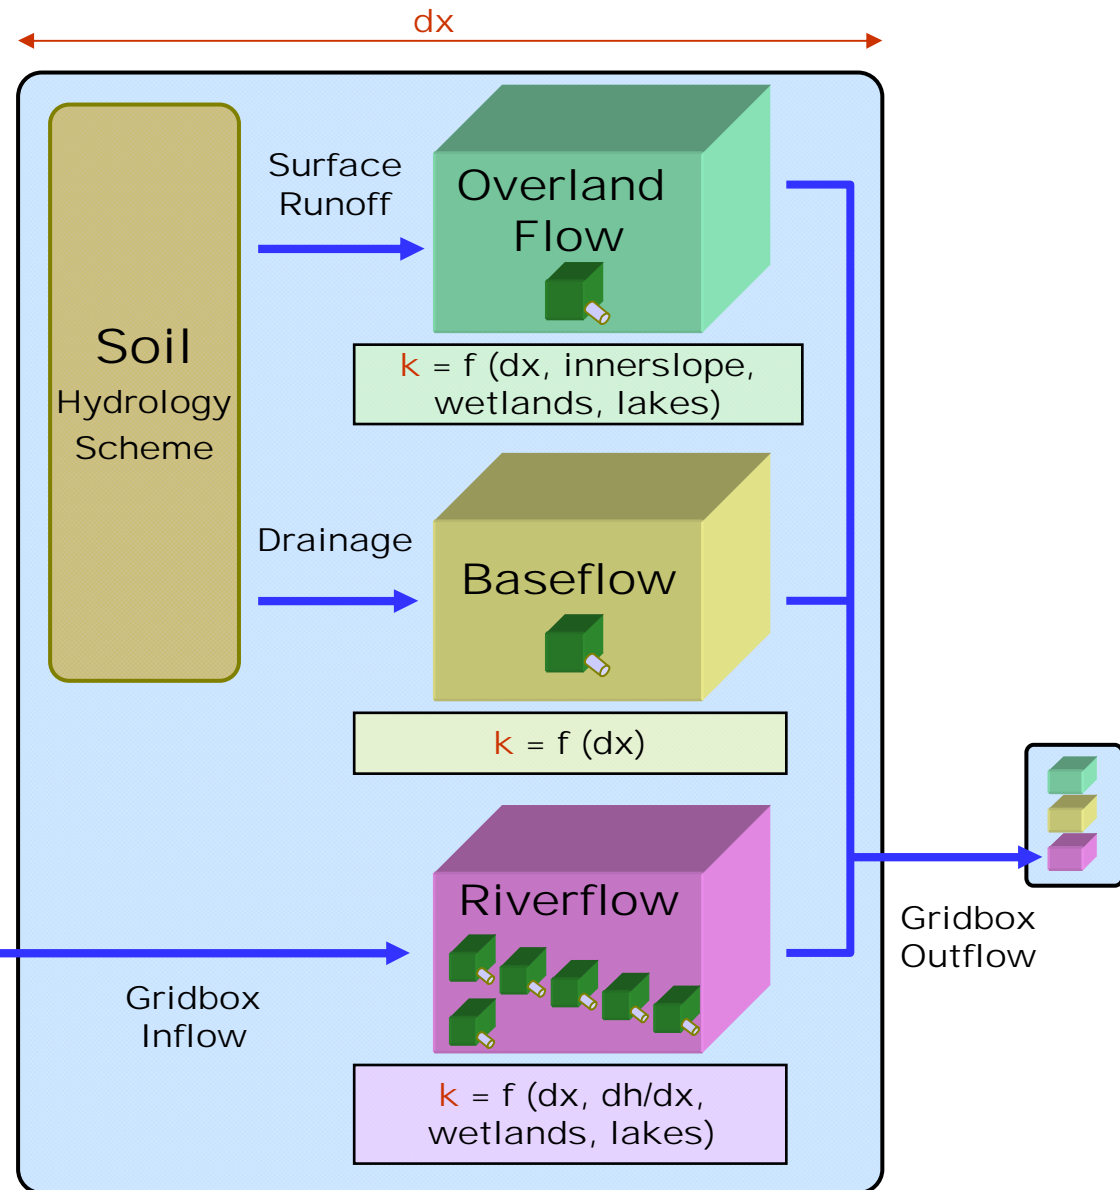 dx
Surface
Runoff
Overland
Flow
k = f (dx, innerslope,
wetlands, lakes)
Soil
Hydrology
Scheme
Drainage
Baseflow
k = f (dx)
Riverflow
Gridbox
Inflow
k = f (dx, dh/dx,
wetlands, lakes)
Gridbox
Outflow